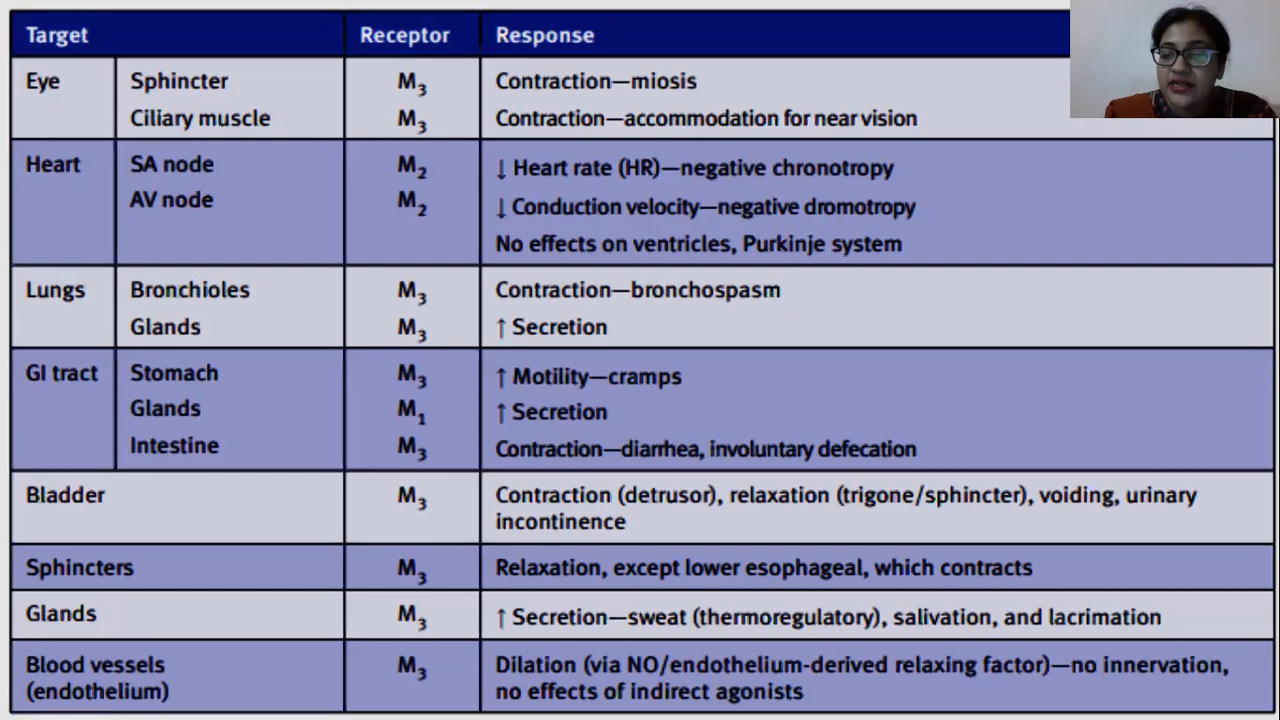 Target Receptor Response
Eye Sphincter M₃ Contraction—miosis
Ciliary muscle M₃ Contraction—accommodation for near vision
Heart SA node M₂ ↓ Heart rate (HR)—negative chronotropy
AV node M₂ ↓ Conduction velocity—negative dromotropy
No effects on ventricles, Purkinje system
Lungs Bronchioles M₃ Contraction—bronchospasm
Glands M₃ ↑ Secretion
GI tract Stomach M₃ ↑ Motility—cramps
Glands M₁ ↑ Secretion
Intestine M₃ Contraction—diarrhea, involuntary defecation
Bladder M₃ Contraction (detrusor), relaxation (trigone/sphincter), voiding, urinary
incontinence
Sphincters M₃ Relaxation, except lower esophageal, which contracts
Glands M₃ ↑ Secretion—sweat (thermoregulatory), salivation, and lacrimation
Blood vessels M₃ Dilation (via NO/endothelium-derived relaxing factor)—no innervation,
(endothelium) no effects of indirect agonists